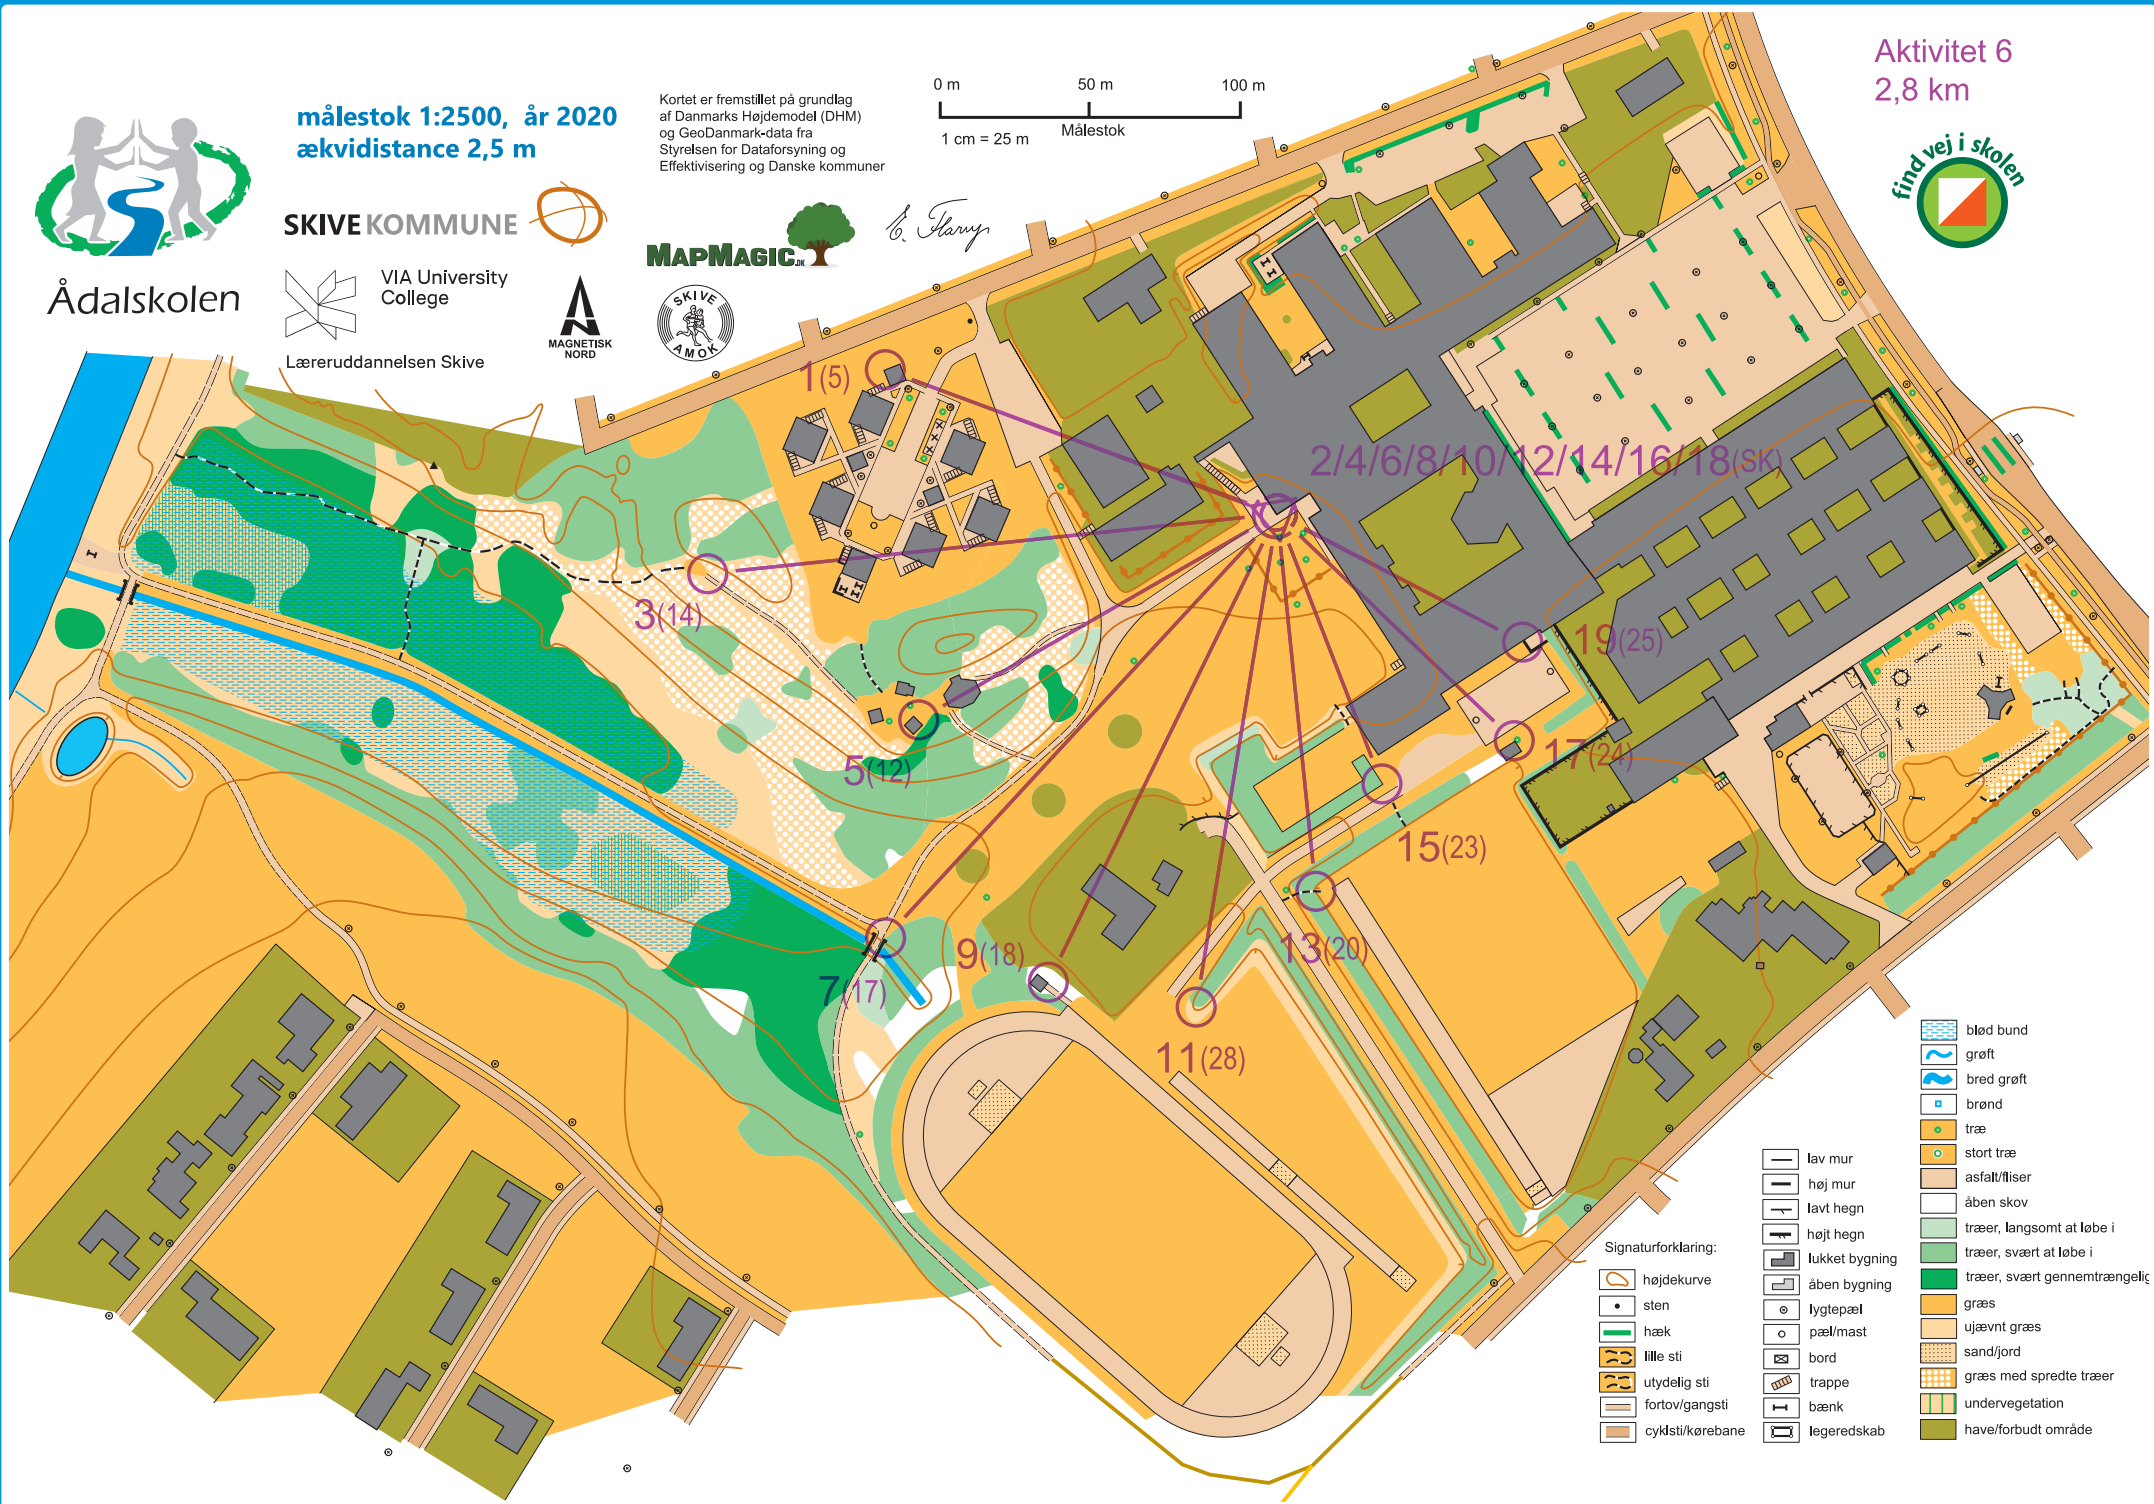 Aktivitet 6
2,8 km
find vej i skolen
målestok 1:2500, år 2020
ækvidistance 2,5 m
Kortet er fremstillet på grundlag
af Danmarks Højdemodel (DHM)
og GeoDanmark-data fra
Styrelsen for Dataforsyning og
Effektivisering og Danske kommuner
0 m
50 m
100 m
1 cm = 25 m
Målestok
SKIVE KOMMUNE
MAPMAGIC.DK
Ådalskolen
VIA University
College
Læreruddannelsen Skive
MAGNETISK
NORD
SKIVE
AMOK
1(5)
2/4/6/8/10/12/14/16/18(SK)
3(14)
19(25)
5(12)
17(24)
15(23)
7(17)
9(18)
13(20)
11(28)
Signaturforklaring:
højdekurve
sten
hæk
lille sti
utydelig sti
fortov/gangsti
cyklsti/kørebane
lav mur
høj mur
lavt hegn
højt hegn
lukket bygning
åben bygning
lygtepæl
pæl/mast
bord
trappe
bænk
legeredskab
blød bund
grøft
bred grøft
brønd
træ
stort træ
asfalt/fliser
åben skov
træer, langsomt at løbe i
træer, svært at løbe i
træer, svært gennemtrængelig
græs
ujævnt græs
sand/jord
græs med spredte træer
undervegetation
have/forbudt område